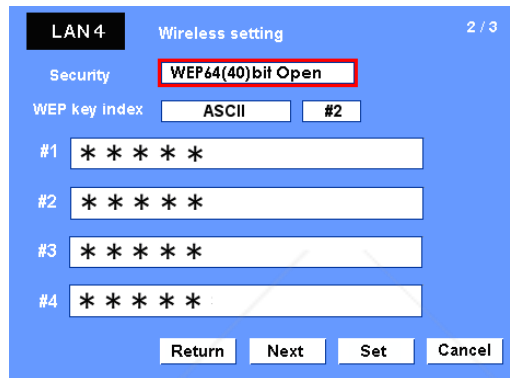 LAN 4 Wireless setting 2 / 3
Security WEP64(40)bit Open
WEP key index ASCII #2
#1 * * * * *
#2 * * * * *
#3 * * * * *
#4 * * * * *
Return Next Set Cancel